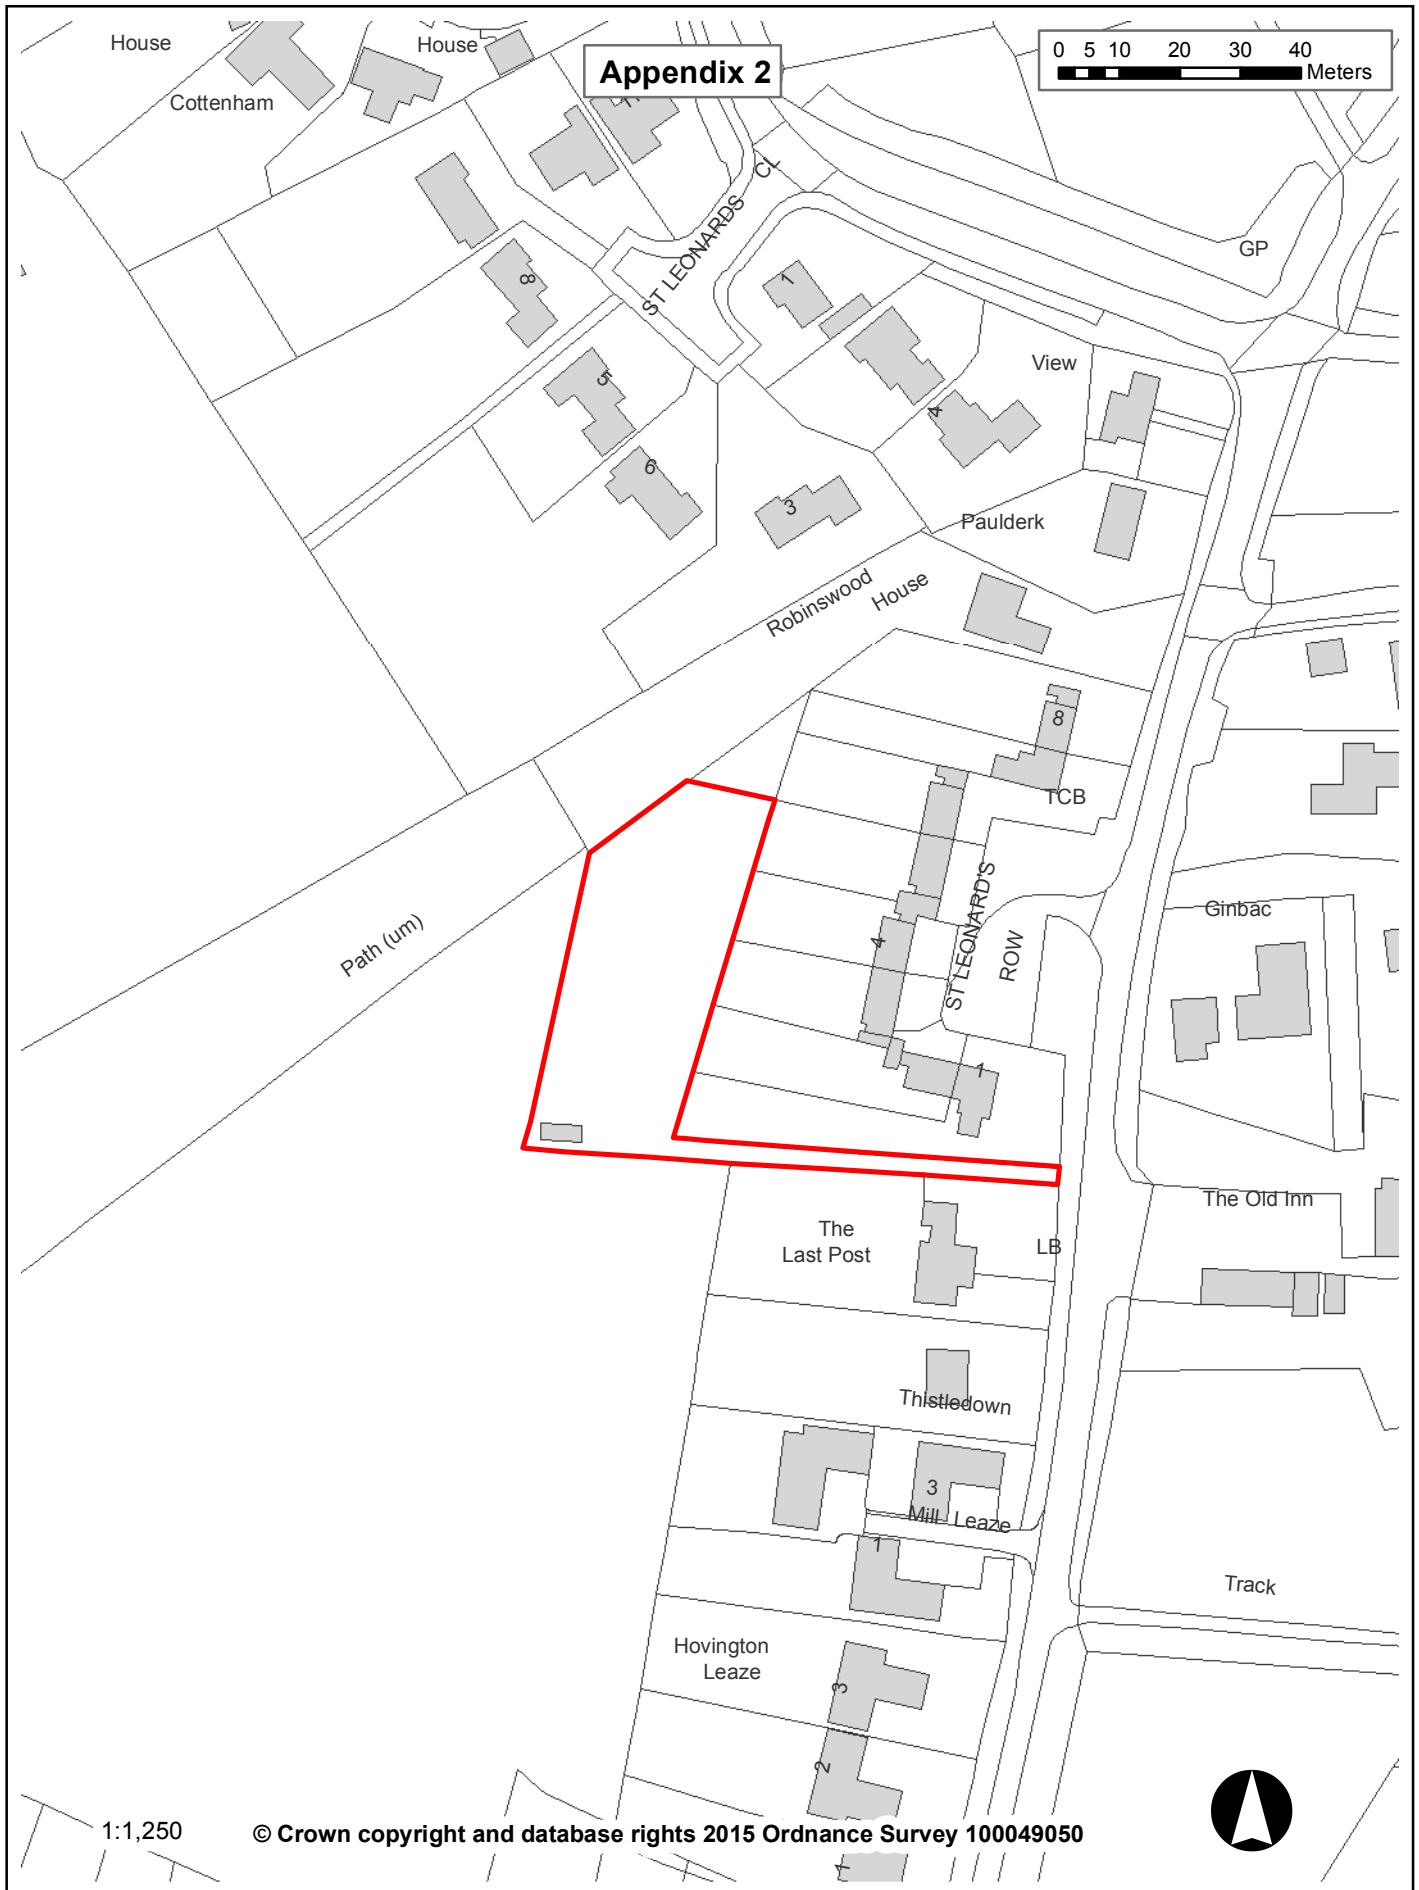 House
House
Appendix 2
0 5 10 20 30 40
Meters
Cottenham
11
ST LEONARDS CL
GP
8
1
View
5
4
6
3
Paulderk
Robinswood
House
8
TCB
ST LEONARD'S
ROW
Ginbac
4
Path (um)
1
The Old Inn
The
Last Post
LB
Thistledown
3
Mill Leaze
1
Track
Hovington
Leaze
3
2
1:1,250
© Crown copyright and database rights 2015 Ordnance Survey 100049050
1